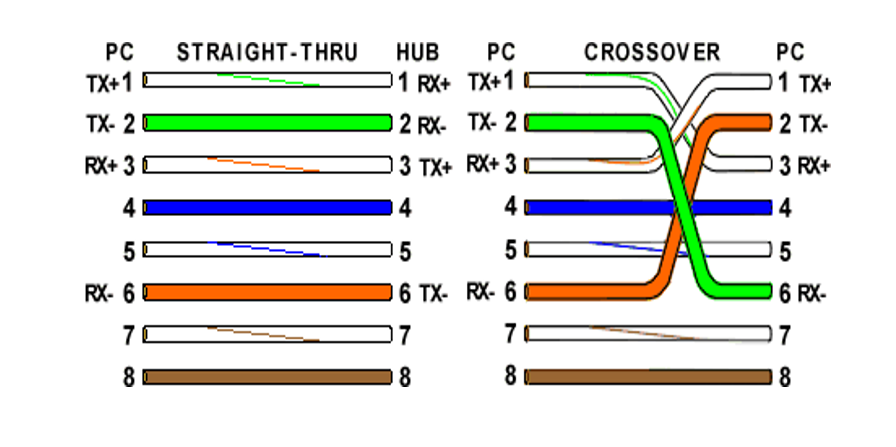 PC STRAIGHT-THRU HUB PC CROSSOVER PC
TX+ 1 1 RX+ TX+ 1 1 TX+
TX- 2 2 RX- TX- 2 2 TX-
RX+ 3 3 TX+ RX+ 3 3 RX+
4 4 4 4
5 5 5 5
RX- 6 6 TX- RX- 6 6 RX-
7 7 7 7
8 8 8 8